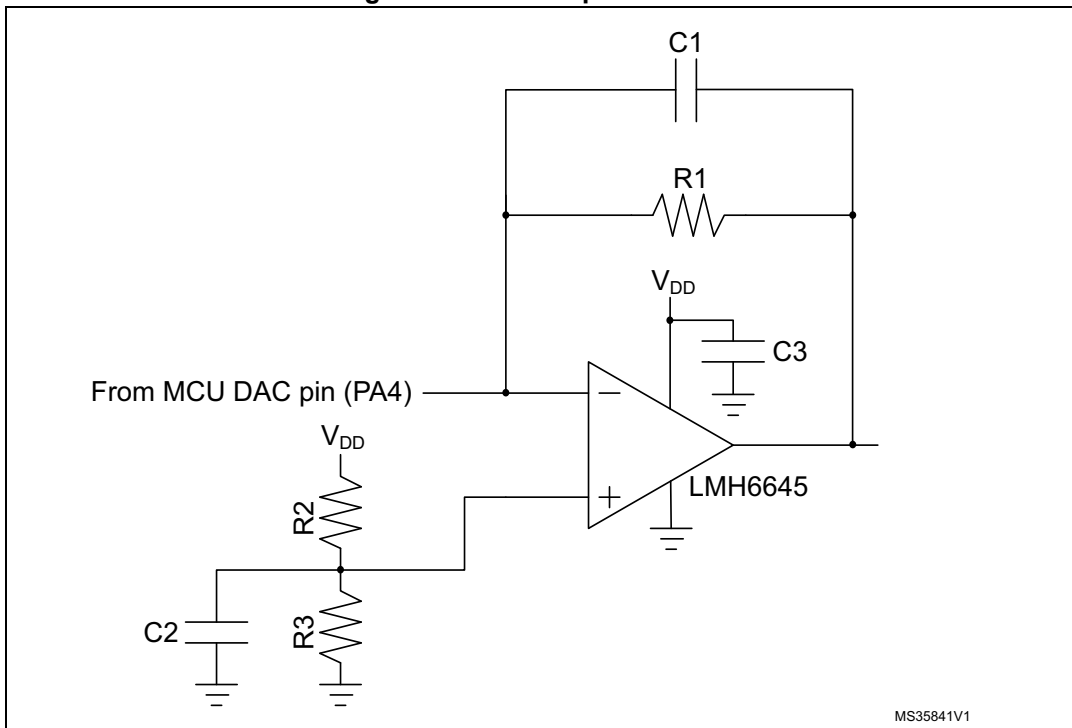 C1
R1
VDD
C3
From MCU DAC pin (PA4)
VDD
LMH6645
R2
C2
R3
MS35841V1